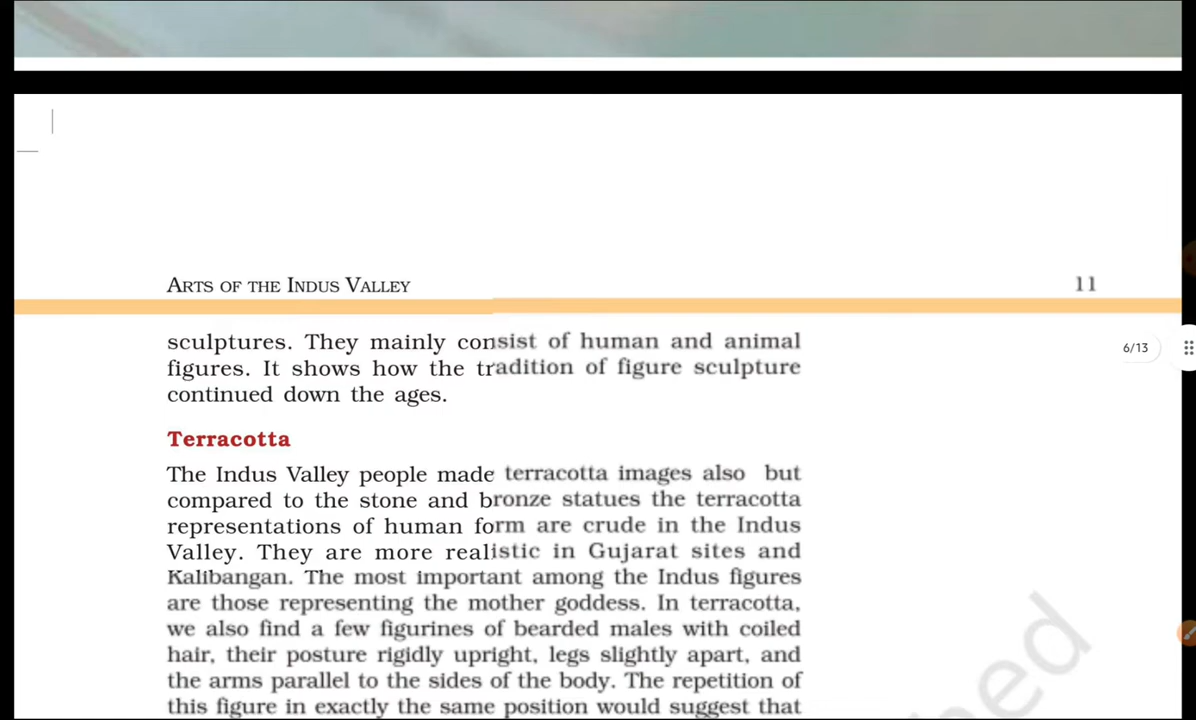 ARTS OF THE INDUS VALLEY 11
sculptures. They mainly consist of human and animal
figures. It shows how the tradition of figure sculpture
continued down the ages.
6/13
Terracotta
The Indus Valley people made terracotta images also but
compared to the stone and bronze statues the terracotta
representations of human form are crude in the Indus
Valley. They are more realistic in Gujarat sites and
Kalibangan. The most important among the Indus figures
are those representing the mother goddess. In terracotta,
we also find a few figurines of bearded males with coiled
hair, their posture rigidly upright, legs slightly apart, and
the arms parallel to the sides of the body. The repetition of
this figure in exactly the same position would suggest that